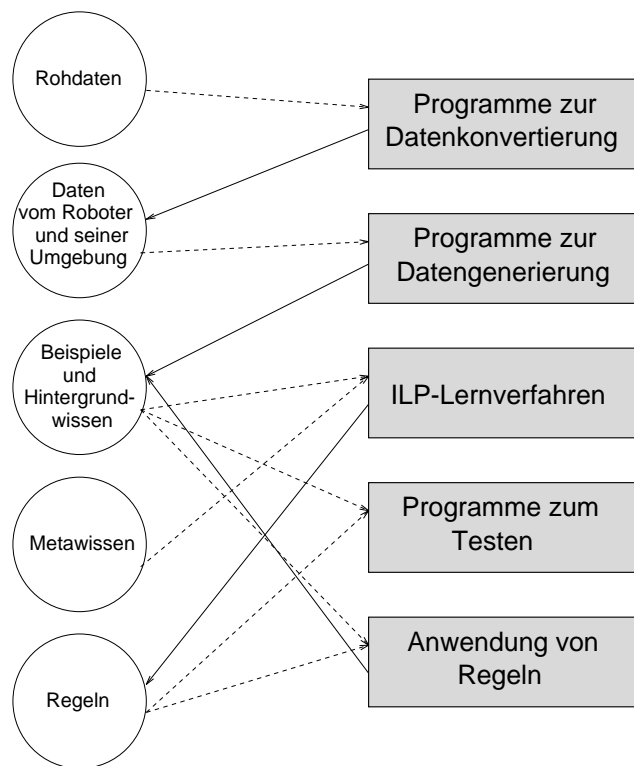 Rohdaten
Programme zur
Datenkonvertierung
Daten
vom Roboter
und seiner
Umgebung
Programme zur
Datengenerierung
Beispiele
und
Hintergrund-
wissen
ILP-Lernverfahren
Metawissen
Programme zum
Testen
Regeln
Anwendung von
Regeln